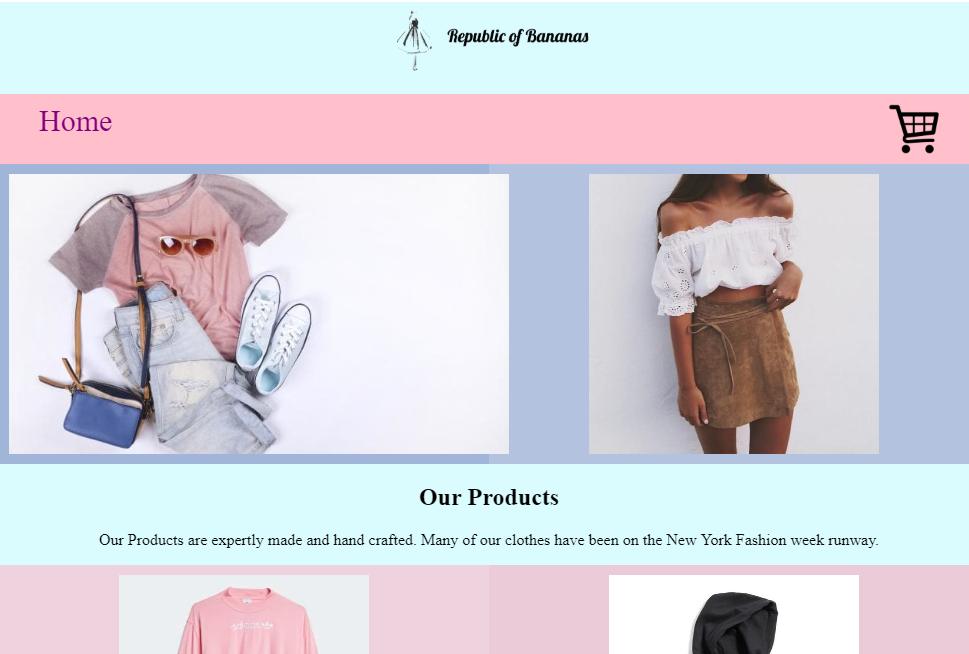 Republic of Bananas
Home
Our Products
Our Products are expertly made and hand crafted. Many of our clothes have been on the New York Fashion week runway.